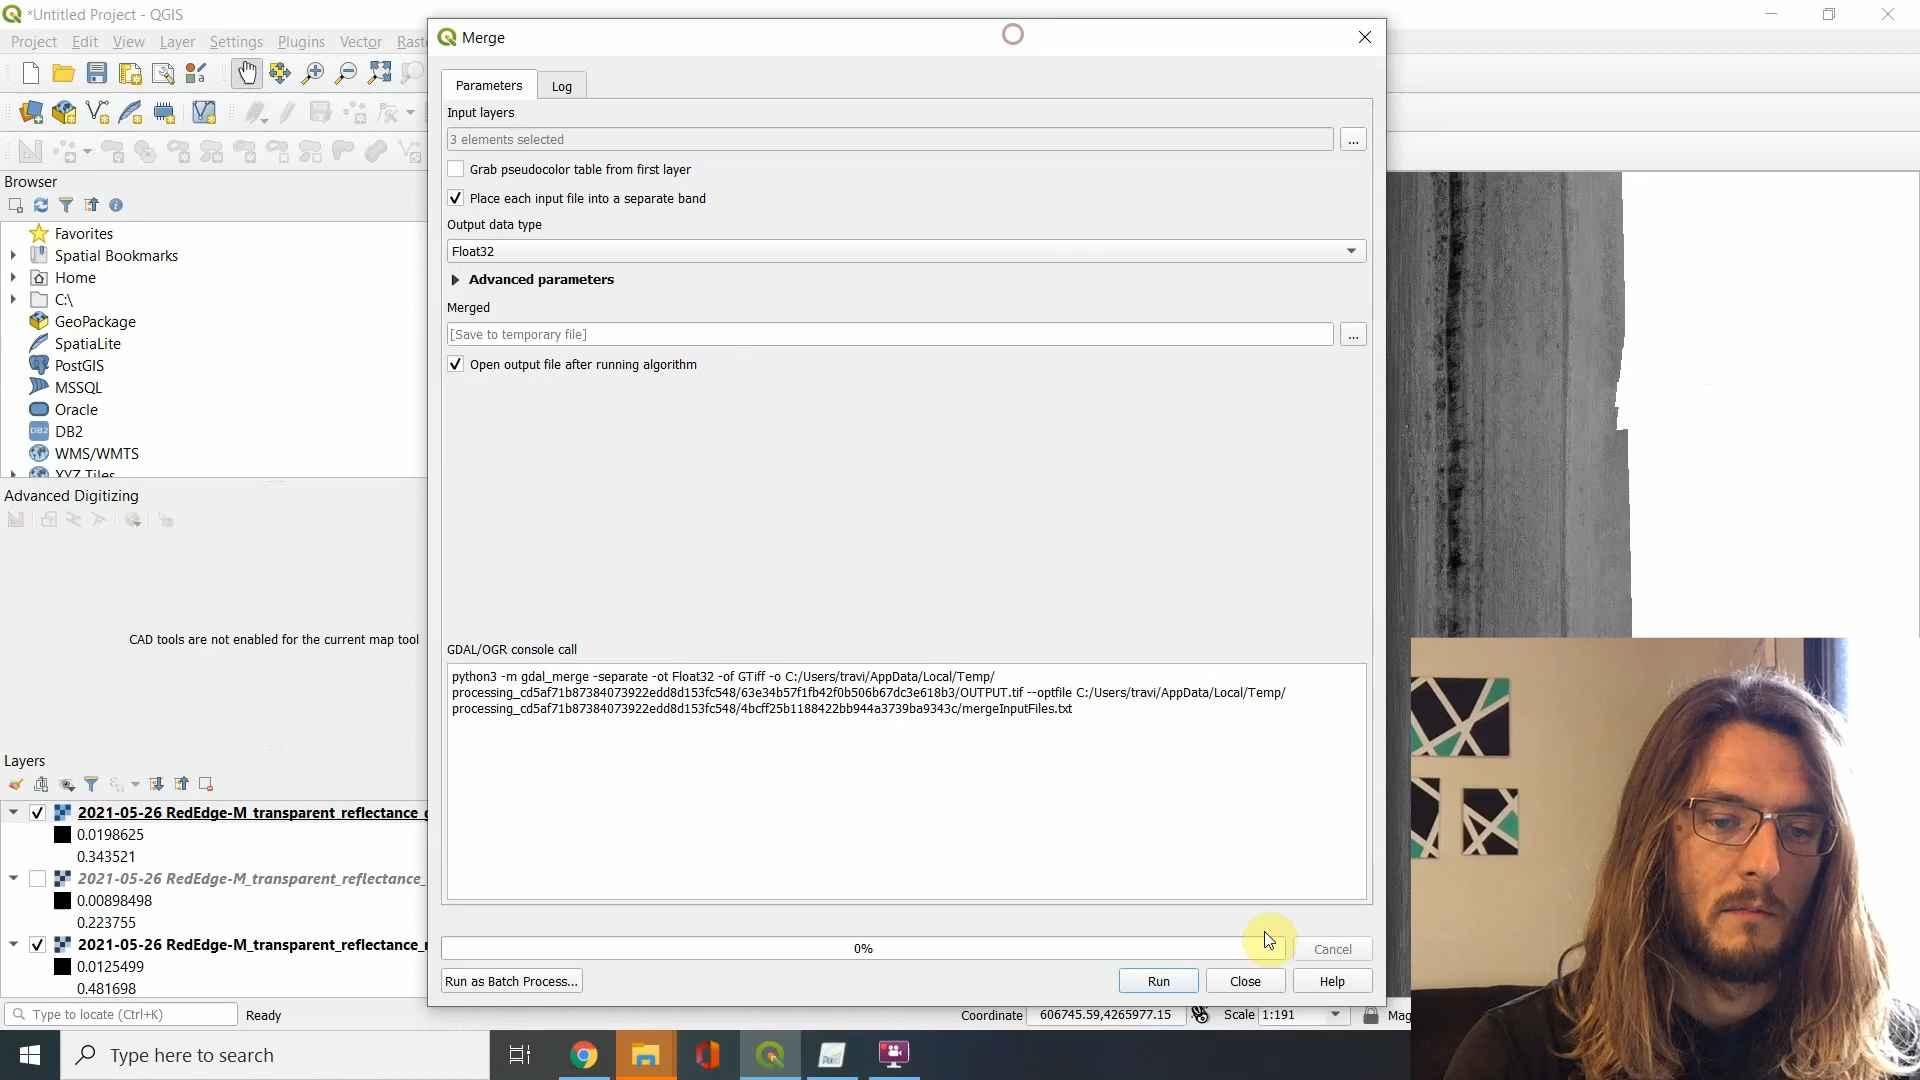 *Untitled Project - QGIS
Project Edit View Layer Settings Plugins Vector Rast
Merge
Parameters
Log
Input layers
3 elements selected
...
Grab pseudocolor table from first layer
Place each input file into a separate band
Output data type
Float32
Advanced parameters
Merged
[Save to temporary file]
...
Open output file after running algorithm
GDAL/OGR console call
python3 -m gdal_merge -separate -ot Float32 -of GTiff -o C:/Users/travi/AppData/Local/Temp/
processing_cd5af71b87384073922edd8d153fc548/63e34b57f1fb42f0b506b67dc3e618b3/OUTPUT.tif --optfile C:/Users/travi/AppData/Local/Temp/
processing_cd5af71b87384073922edd8d153fc548/4bcff25b1188422bb944a3739ba9343c/mergeInputFiles.txt
0%
Cancel
Run as Batch Process...
Run
Close
Help
Browser
Favorites
Spatial Bookmarks
Home
C:\
GeoPackage
SpatiaLite
PostGIS
MSSQL
Oracle
DB2
DB2
WMS/WMTS
XYZ Tiles
Advanced Digitizing
CAD tools are not enabled for the current map tool
Layers
2021-05-26 RedEdge-M_transparent_reflectance_g
0.0198625
0.343521
2021-05-26 RedEdge-M_transparent_reflectance_
0.00898498
0.223755
2021-05-26 RedEdge-M_transparent_reflectance_r
0.0125499
0.481698
Type to locate (Ctrl+K)
Ready
Coordinate
606745.59,4265977.15
Scale
1:191
Mag
Type here to search